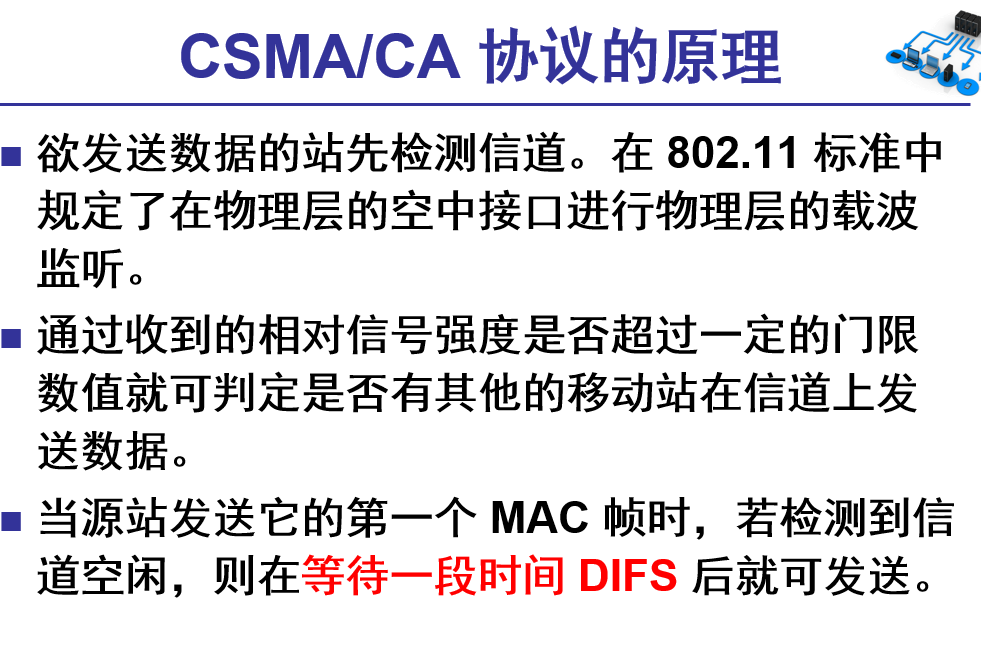 CSMA/CA 协议的原理
欲发送数据的站先检测信道。在 802.11 标准中
规定了在物理层的空中接口进行物理层的载波
监听。
通过收到的相对信号强度是否超过一定的门限
数值就可判定是否有其他的移动站在信道上发
送数据。
当源站发送它的第一个 MAC 帧时，若检测到信
道空闲，则在等待一段时间 DIFS 后就可发送。